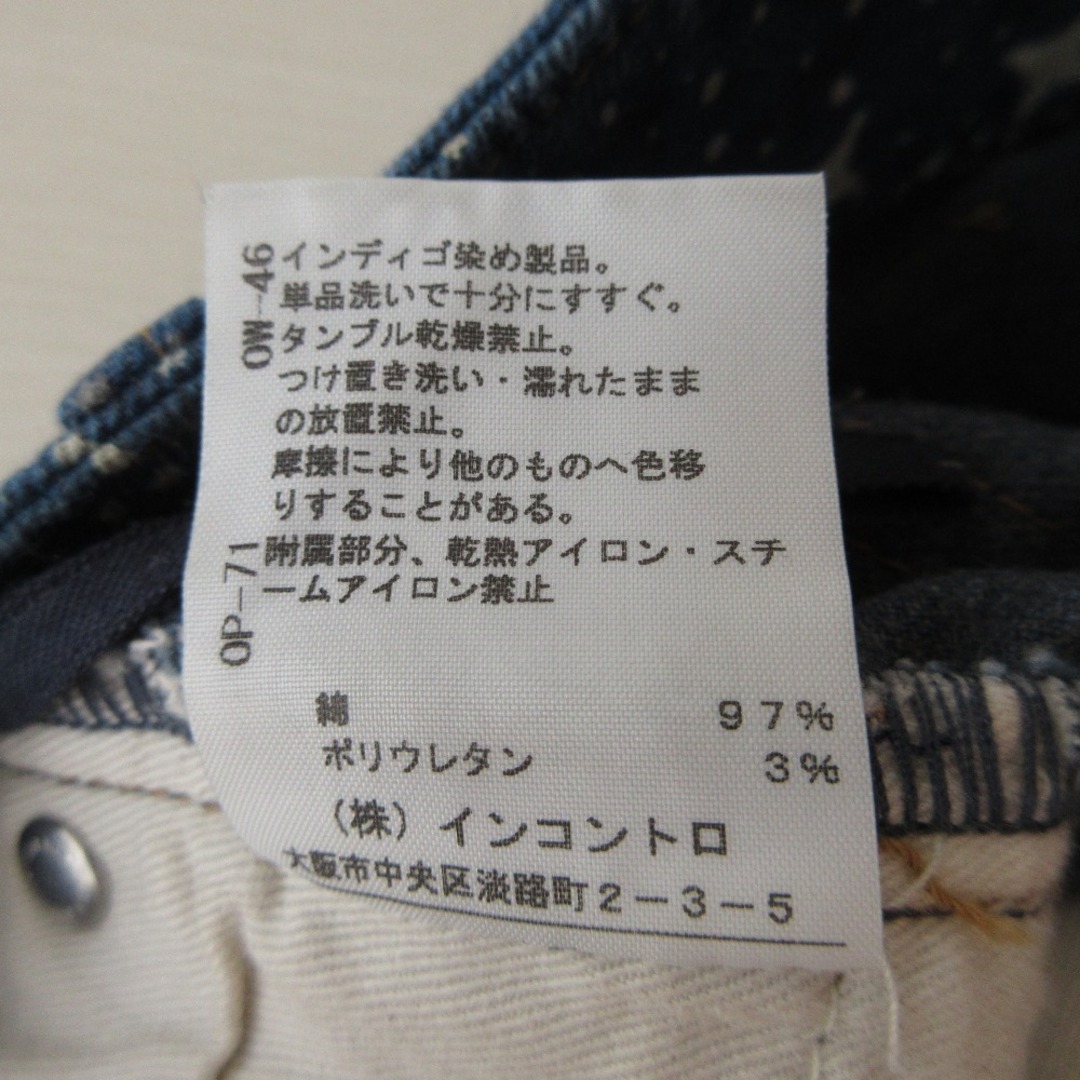 OW-46
インディゴ染め製品。
単品洗いで十分にすすぐ。
タンブル乾燥禁止。
つけ置き洗い・濡れたまま
の放置禁止。
摩擦により他のものへ色移
りすることがある。
OP-71
附属部分、乾熱アイロン・スチ
ームアイロン禁止
綿 97%
ポリウレタン 3%
(株)インコントロ
大阪市中央区淡路町2-3-5